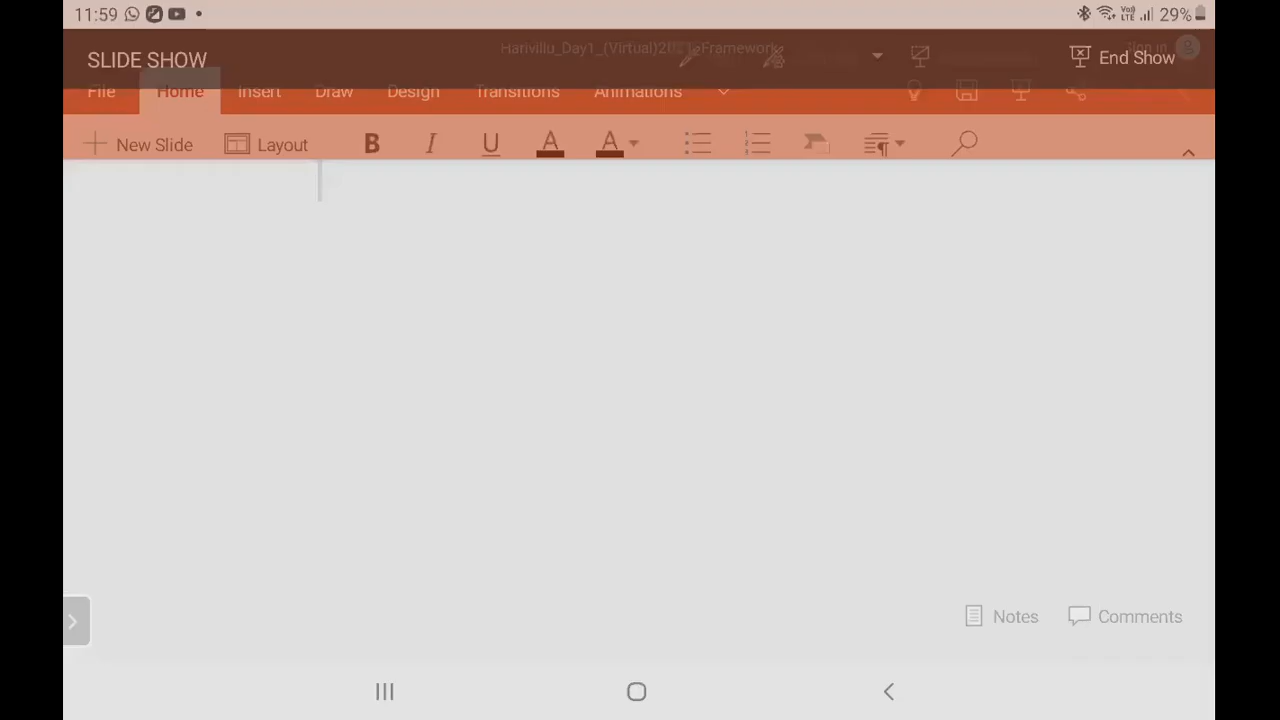 11:59 29%
SLIDE SHOW End Show
File Home Insert Draw Design Transitions Animations
New Slide Layout B I U A A
Notes Comments